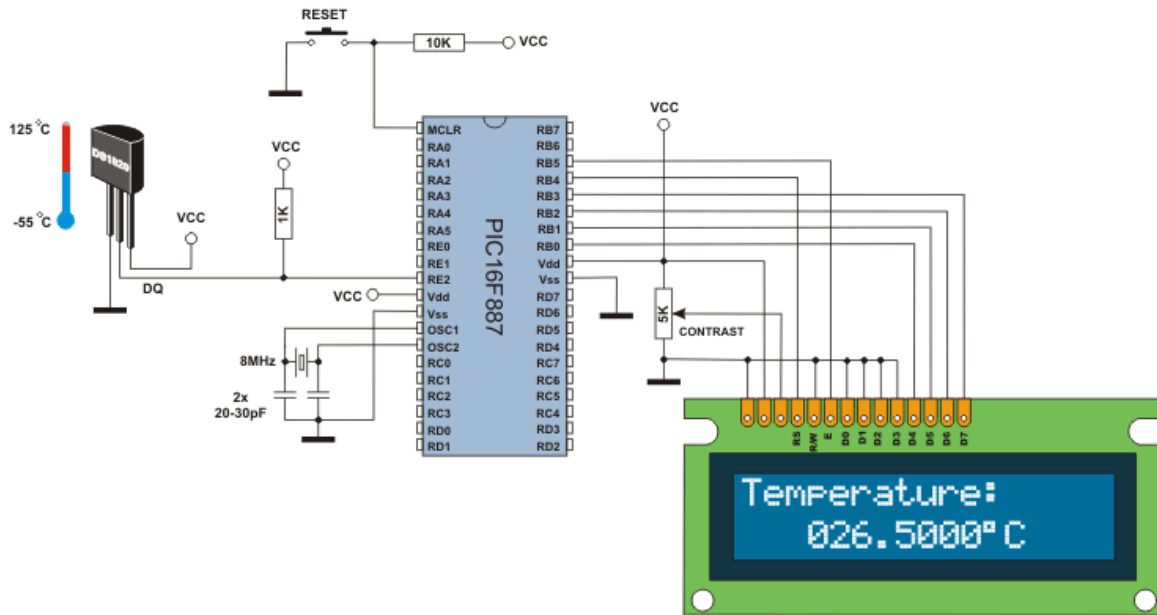 RESET
10K
VCC
125 °C
-55 °C
DS1820
VCC
DQ
VCC
1K
VCC
8MHz
2x
20-30pF
MCLR
RA0
RA1
RA2
RA3
RA4
RA5
RE0
RE1
RE2
Vdd
Vss
OSC1
OSC2
RC0
RC1
RC2
RC3
RD0
RD1
PIC16F887
RB7
RB6
RB5
RB4
RB3
RB2
RB1
RB0
Vdd
Vss
RD7
RD6
RD5
RD4
RC7
RC6
RC5
RC4
RD3
RD2
VCC
5K
CONTRAST
RS
R/W
E
D0
D1
D2
D3
D4
D5
D6
D7
Temperature:
026.5000°C